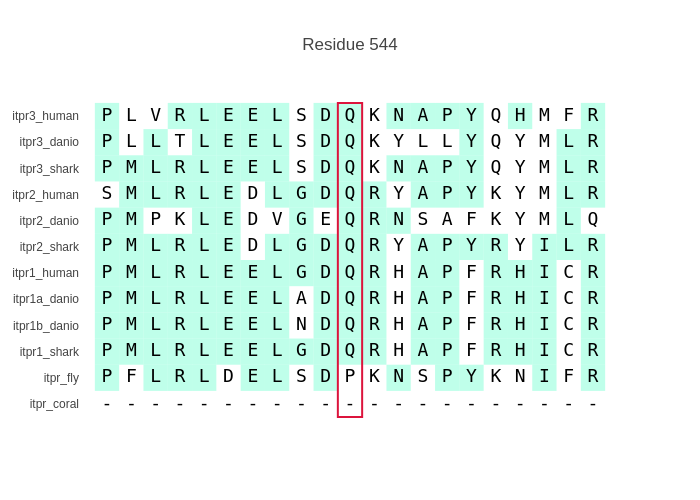 Residue 544
itpr3_human P L V R L E E L S D Q K N A P Y Q H M F R
itpr3_danio P L L T L E E L S D Q K Y L L Y Q Y M L R
itpr3_shark P M L R L E E L S D Q K N A P Y Q Y M L R
itpr2_human S M L R L E D L G D Q R Y A P Y K Y M L R
itpr2_danio P M P K L E D V G E Q R N S A F K Y M L Q
itpr2_shark P M L R L E D L G D Q R Y A P Y R Y I L R
itpr1_human P M L R L E E L G D Q R H A P F R H I C R
itpr1a_danio P M L R L E E L A D Q R H A P F R H I C R
itpr1b_danio P M L R L E E L N D Q R H A P F R H I C R
itpr1_shark P M L R L E E L G D Q R H A P F R H I C R
itpr_fly P F L R L D E L S D P K N S P Y K N I F R
itpr_coral - - - - - - - - - - - - - - - - - - - - -